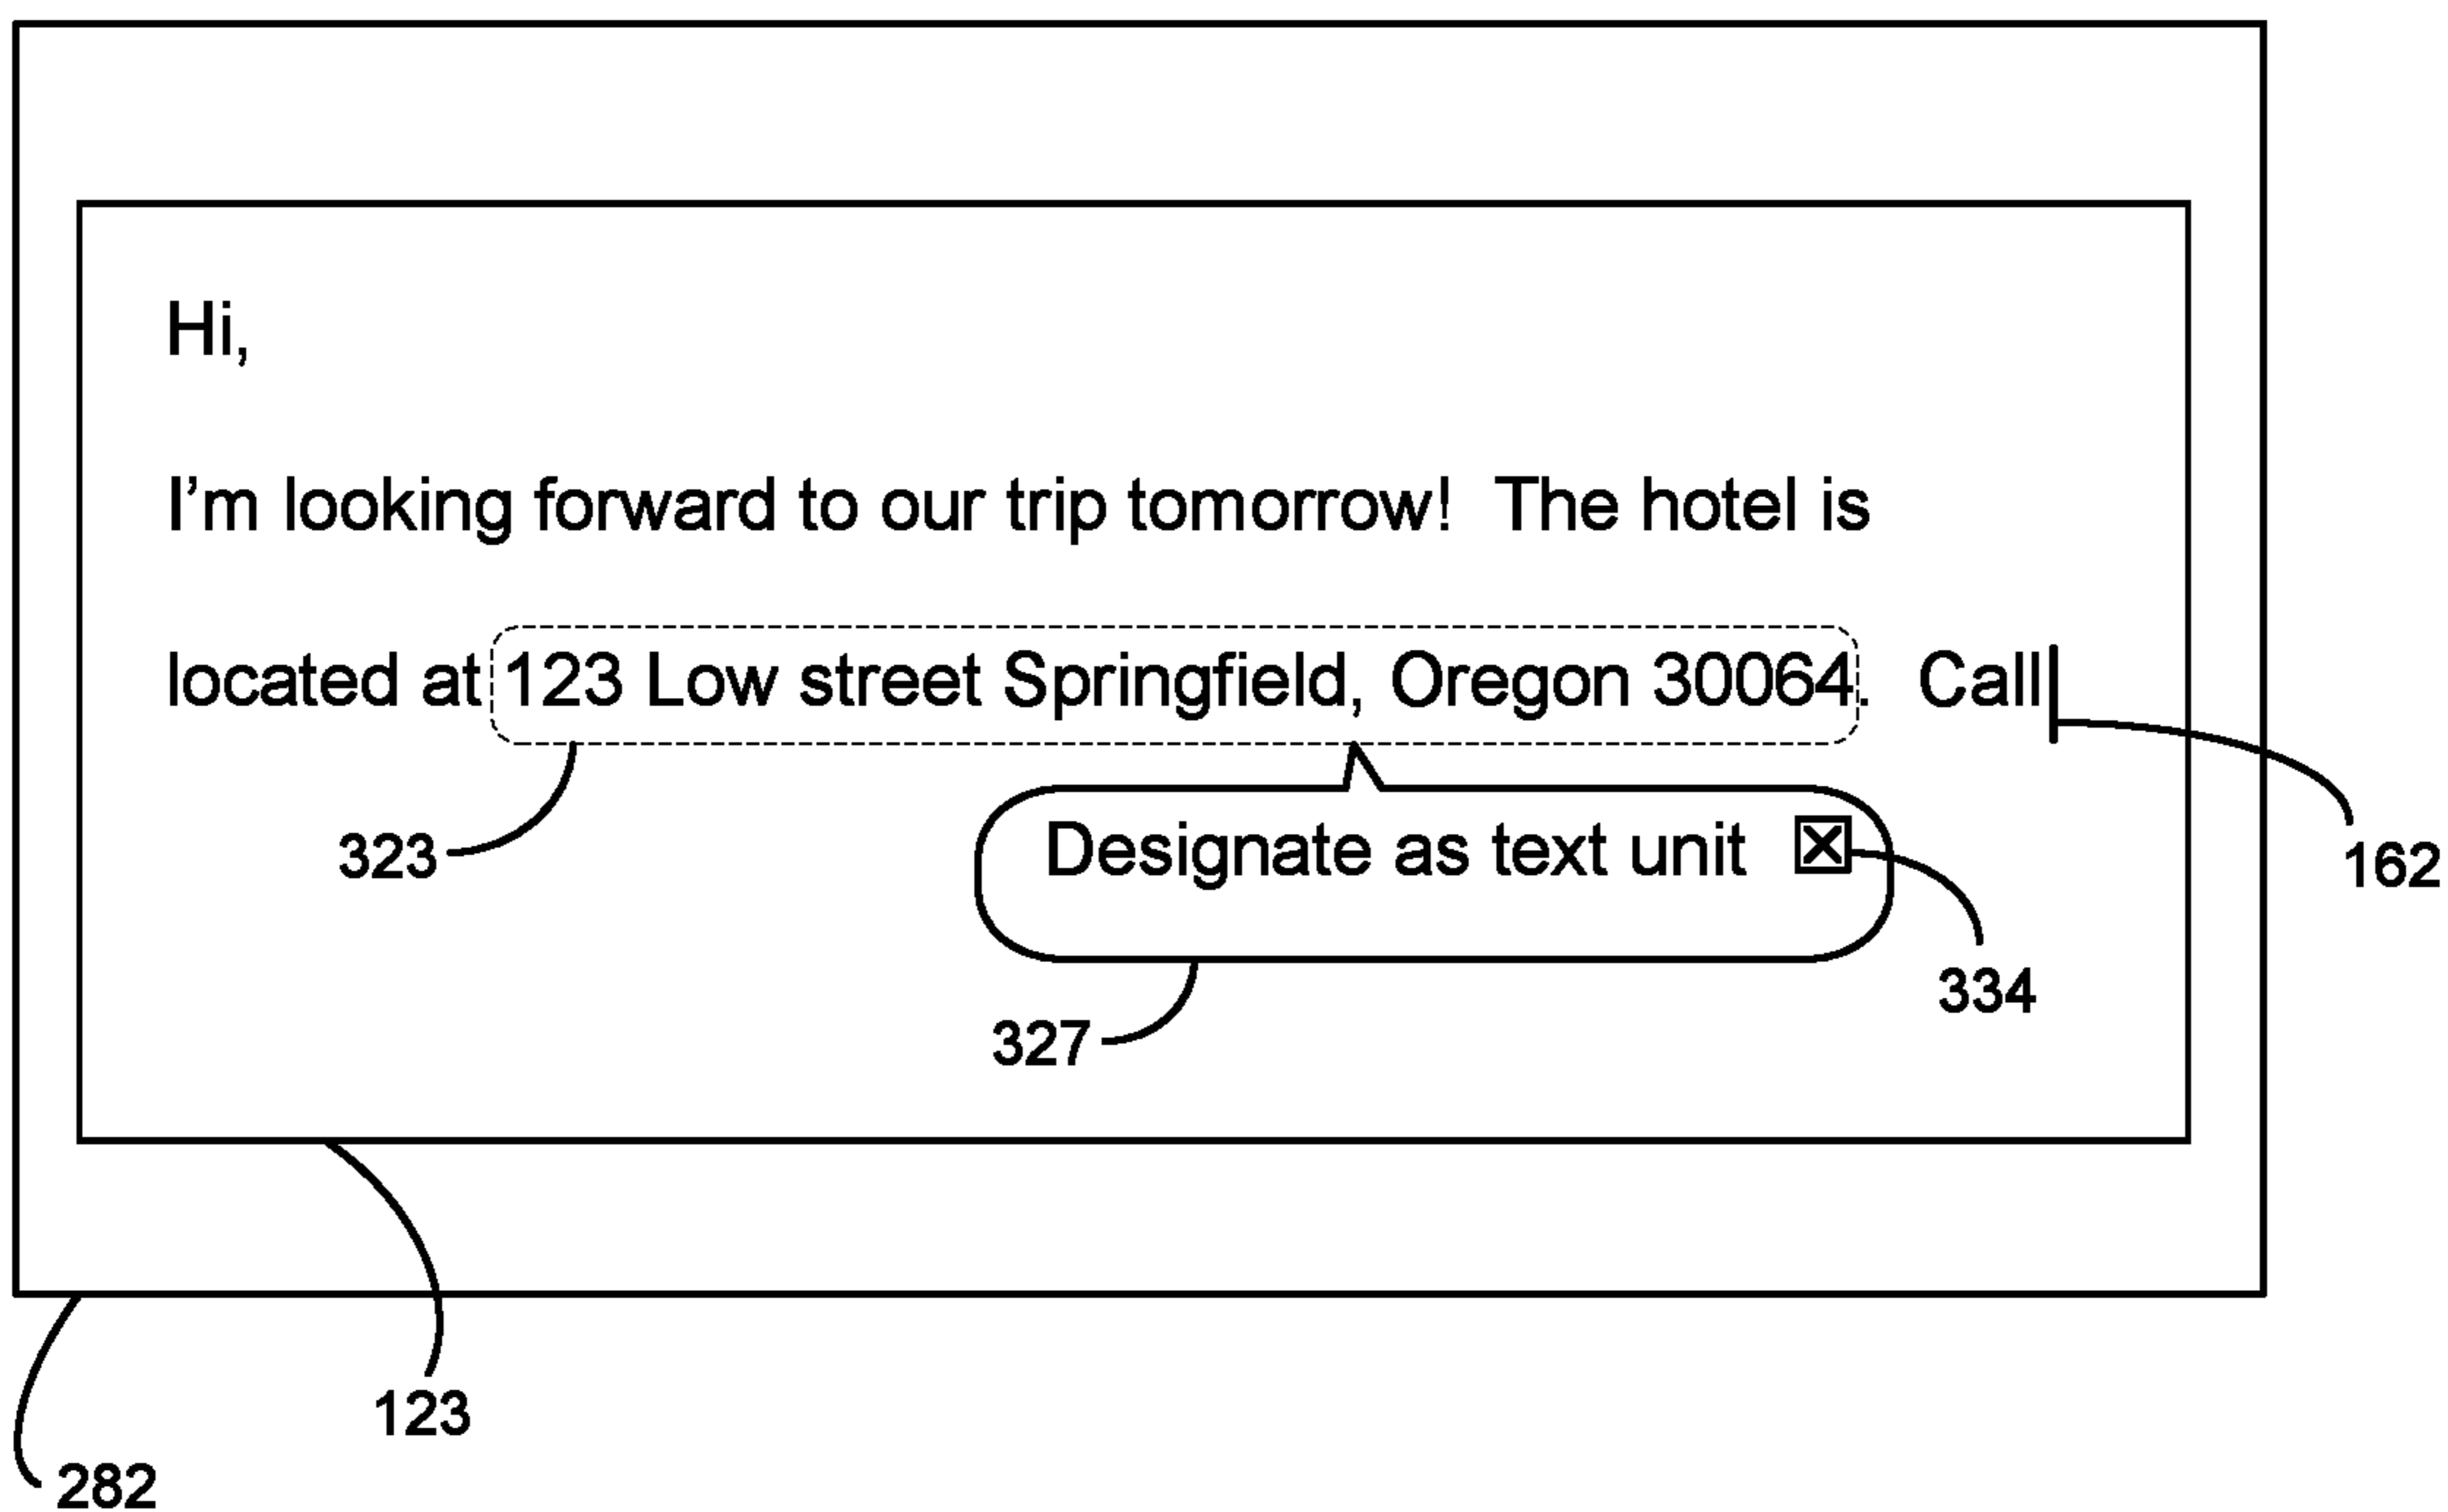 Hi,
I’m looking forward to our trip tomorrow!  The hotel is
located at 123 Low street Springfield, Oregon 30064.  Call
323
Designate as text unit
162
334
327
123
282